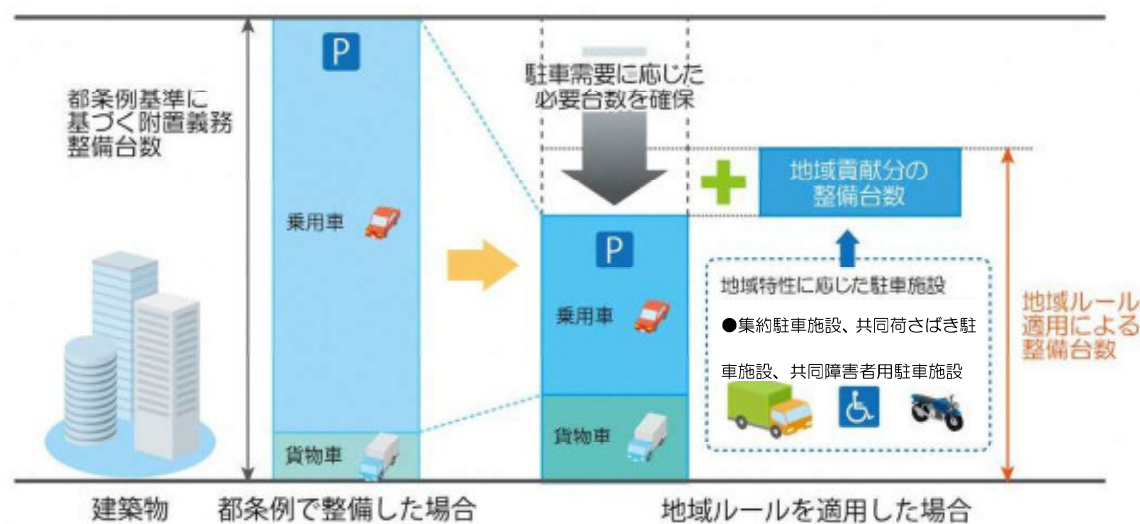 都条例基準に
基づく附置義務
整備台数
P
乗用車
貨物車
駐車需要に応じた
必要台数を確保
P
乗用車
貨物車
地域貢献分の
整備台数
地域特性に応じた駐車施設
●集約駐車施設、共同荷さばき駐
車施設、共同障害者用駐車施設
地域ルール
適用による
整備台数
建築物
都条例で整備した場合
地域ルールを適用した場合